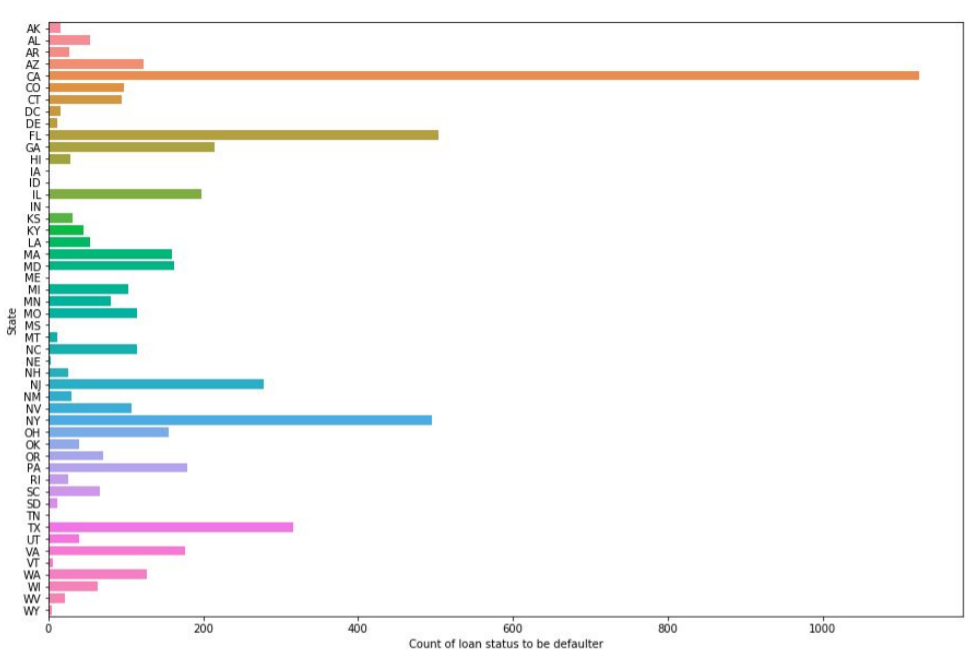 AK
AL
AR
AZ
CA
CO
CT
DC
DE
FL
GA
HI
IA
ID
IL
IN
KS
KY
LA
MA
MD
ME
MI
MN
MO
MS
MT
NC
NE
NH
NJ
NM
NV
NY
OH
OK
OR
PA
RI
SC
SD
TN
TX
UT
VA
VT
WA
WI
WV
WY
State
0 200 400 600 800 1000
Count of loan status to be defaulter